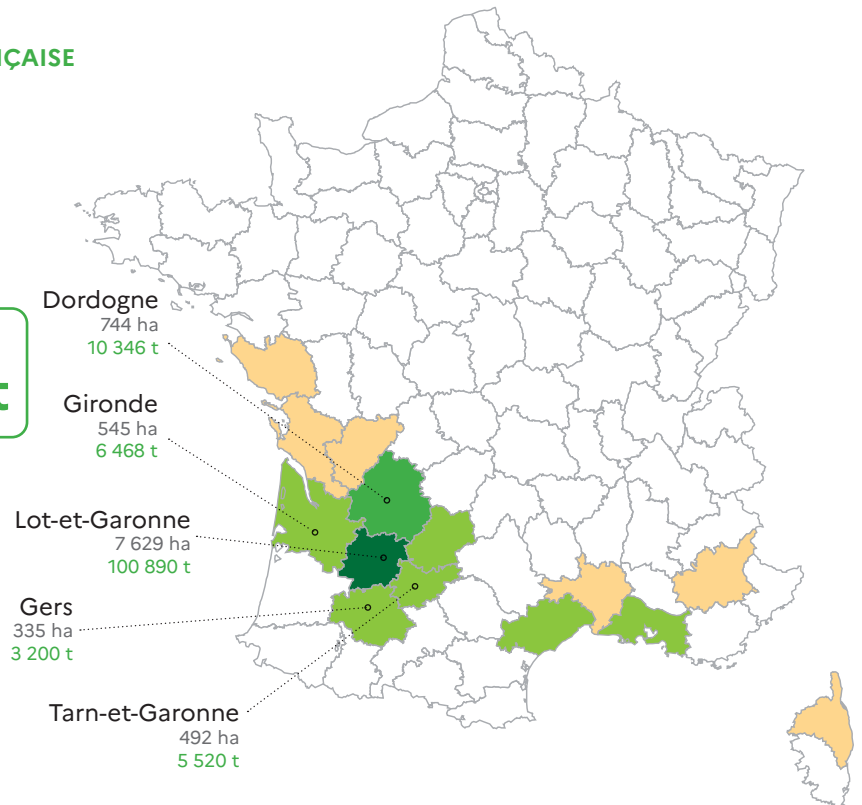 ÇAISE
Dordogne
744 ha
10 346 t
t
Gironde
545 ha
6 468 t
Lot-et-Garonne
7 629 ha
100 890 t
Gers
335 ha
3 200 t
Tarn-et-Garonne
492 ha
5 520 t